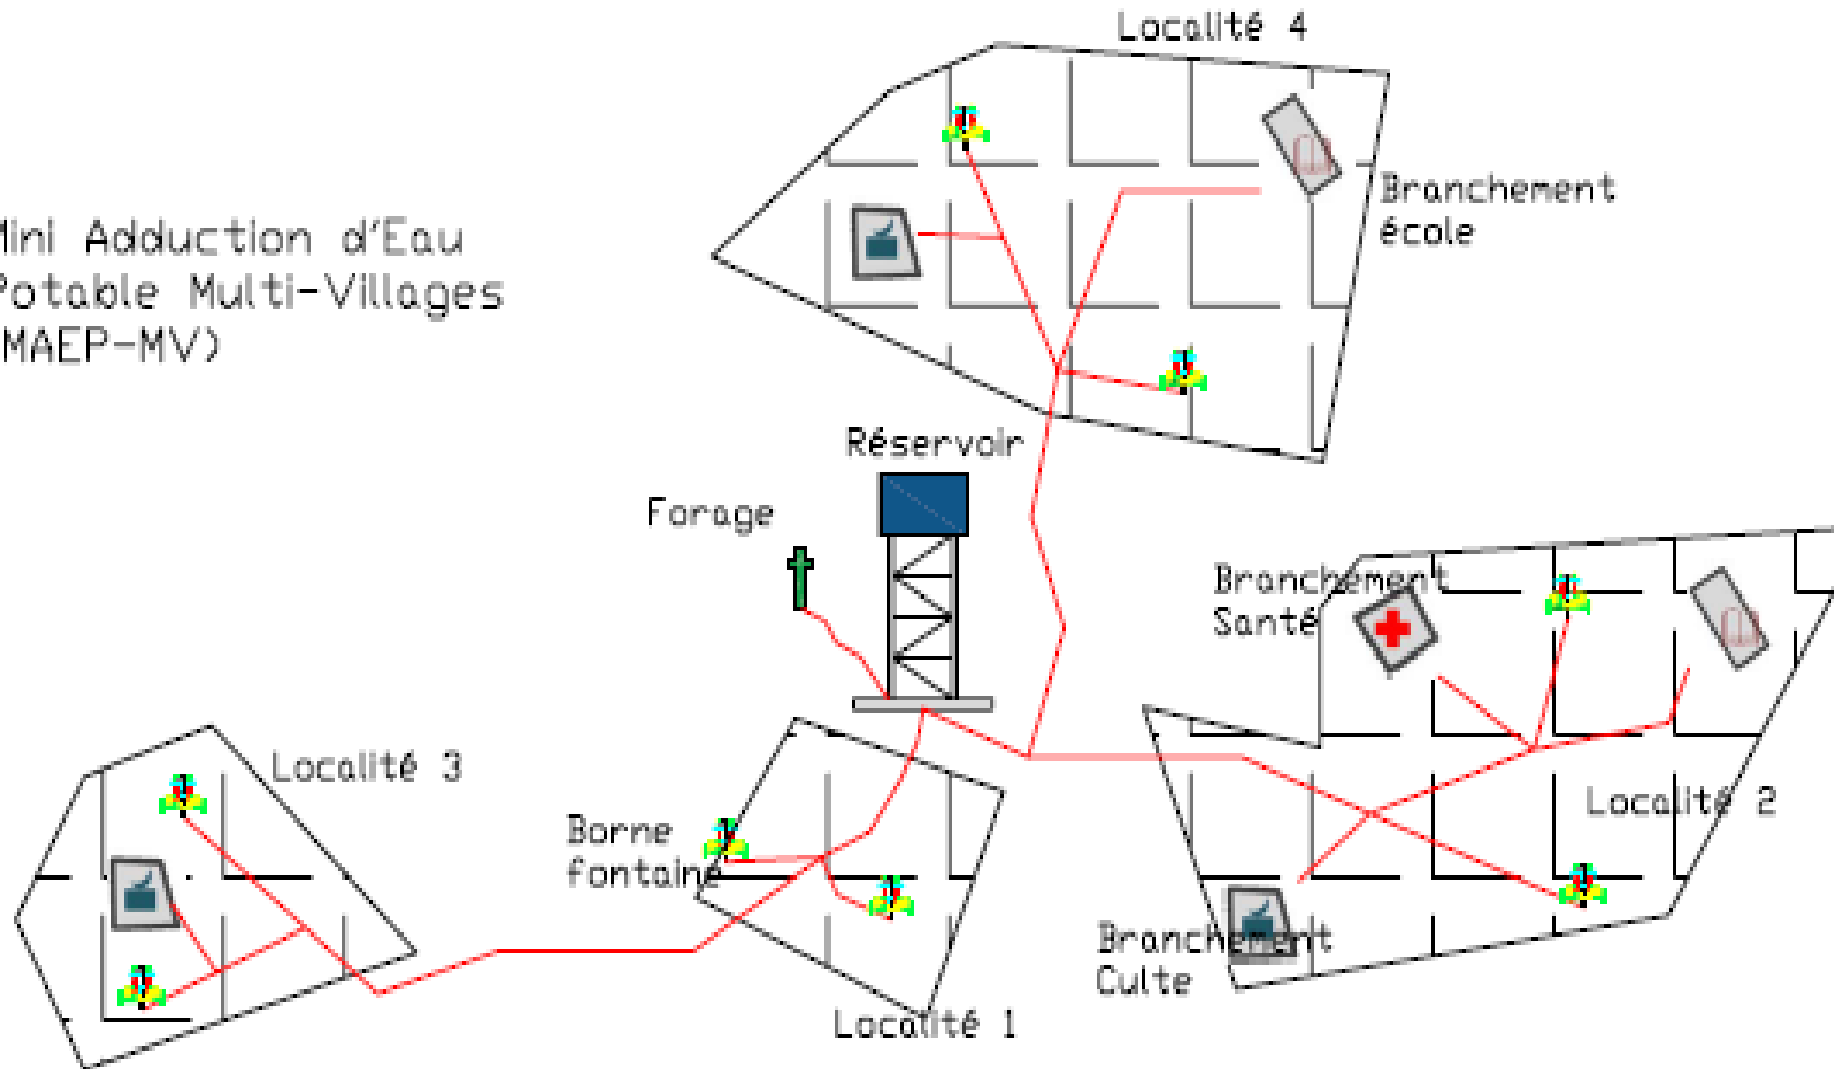 Localité 4
Mini Adduction d'Eau
Potable Multi-Villages
MAEP-MV)
Branchement
école
Réservoir
Forage
Branchement
Santé
Localité 3
Localité 2
Borne
fontaine
Branchement
Culte
Localité 1